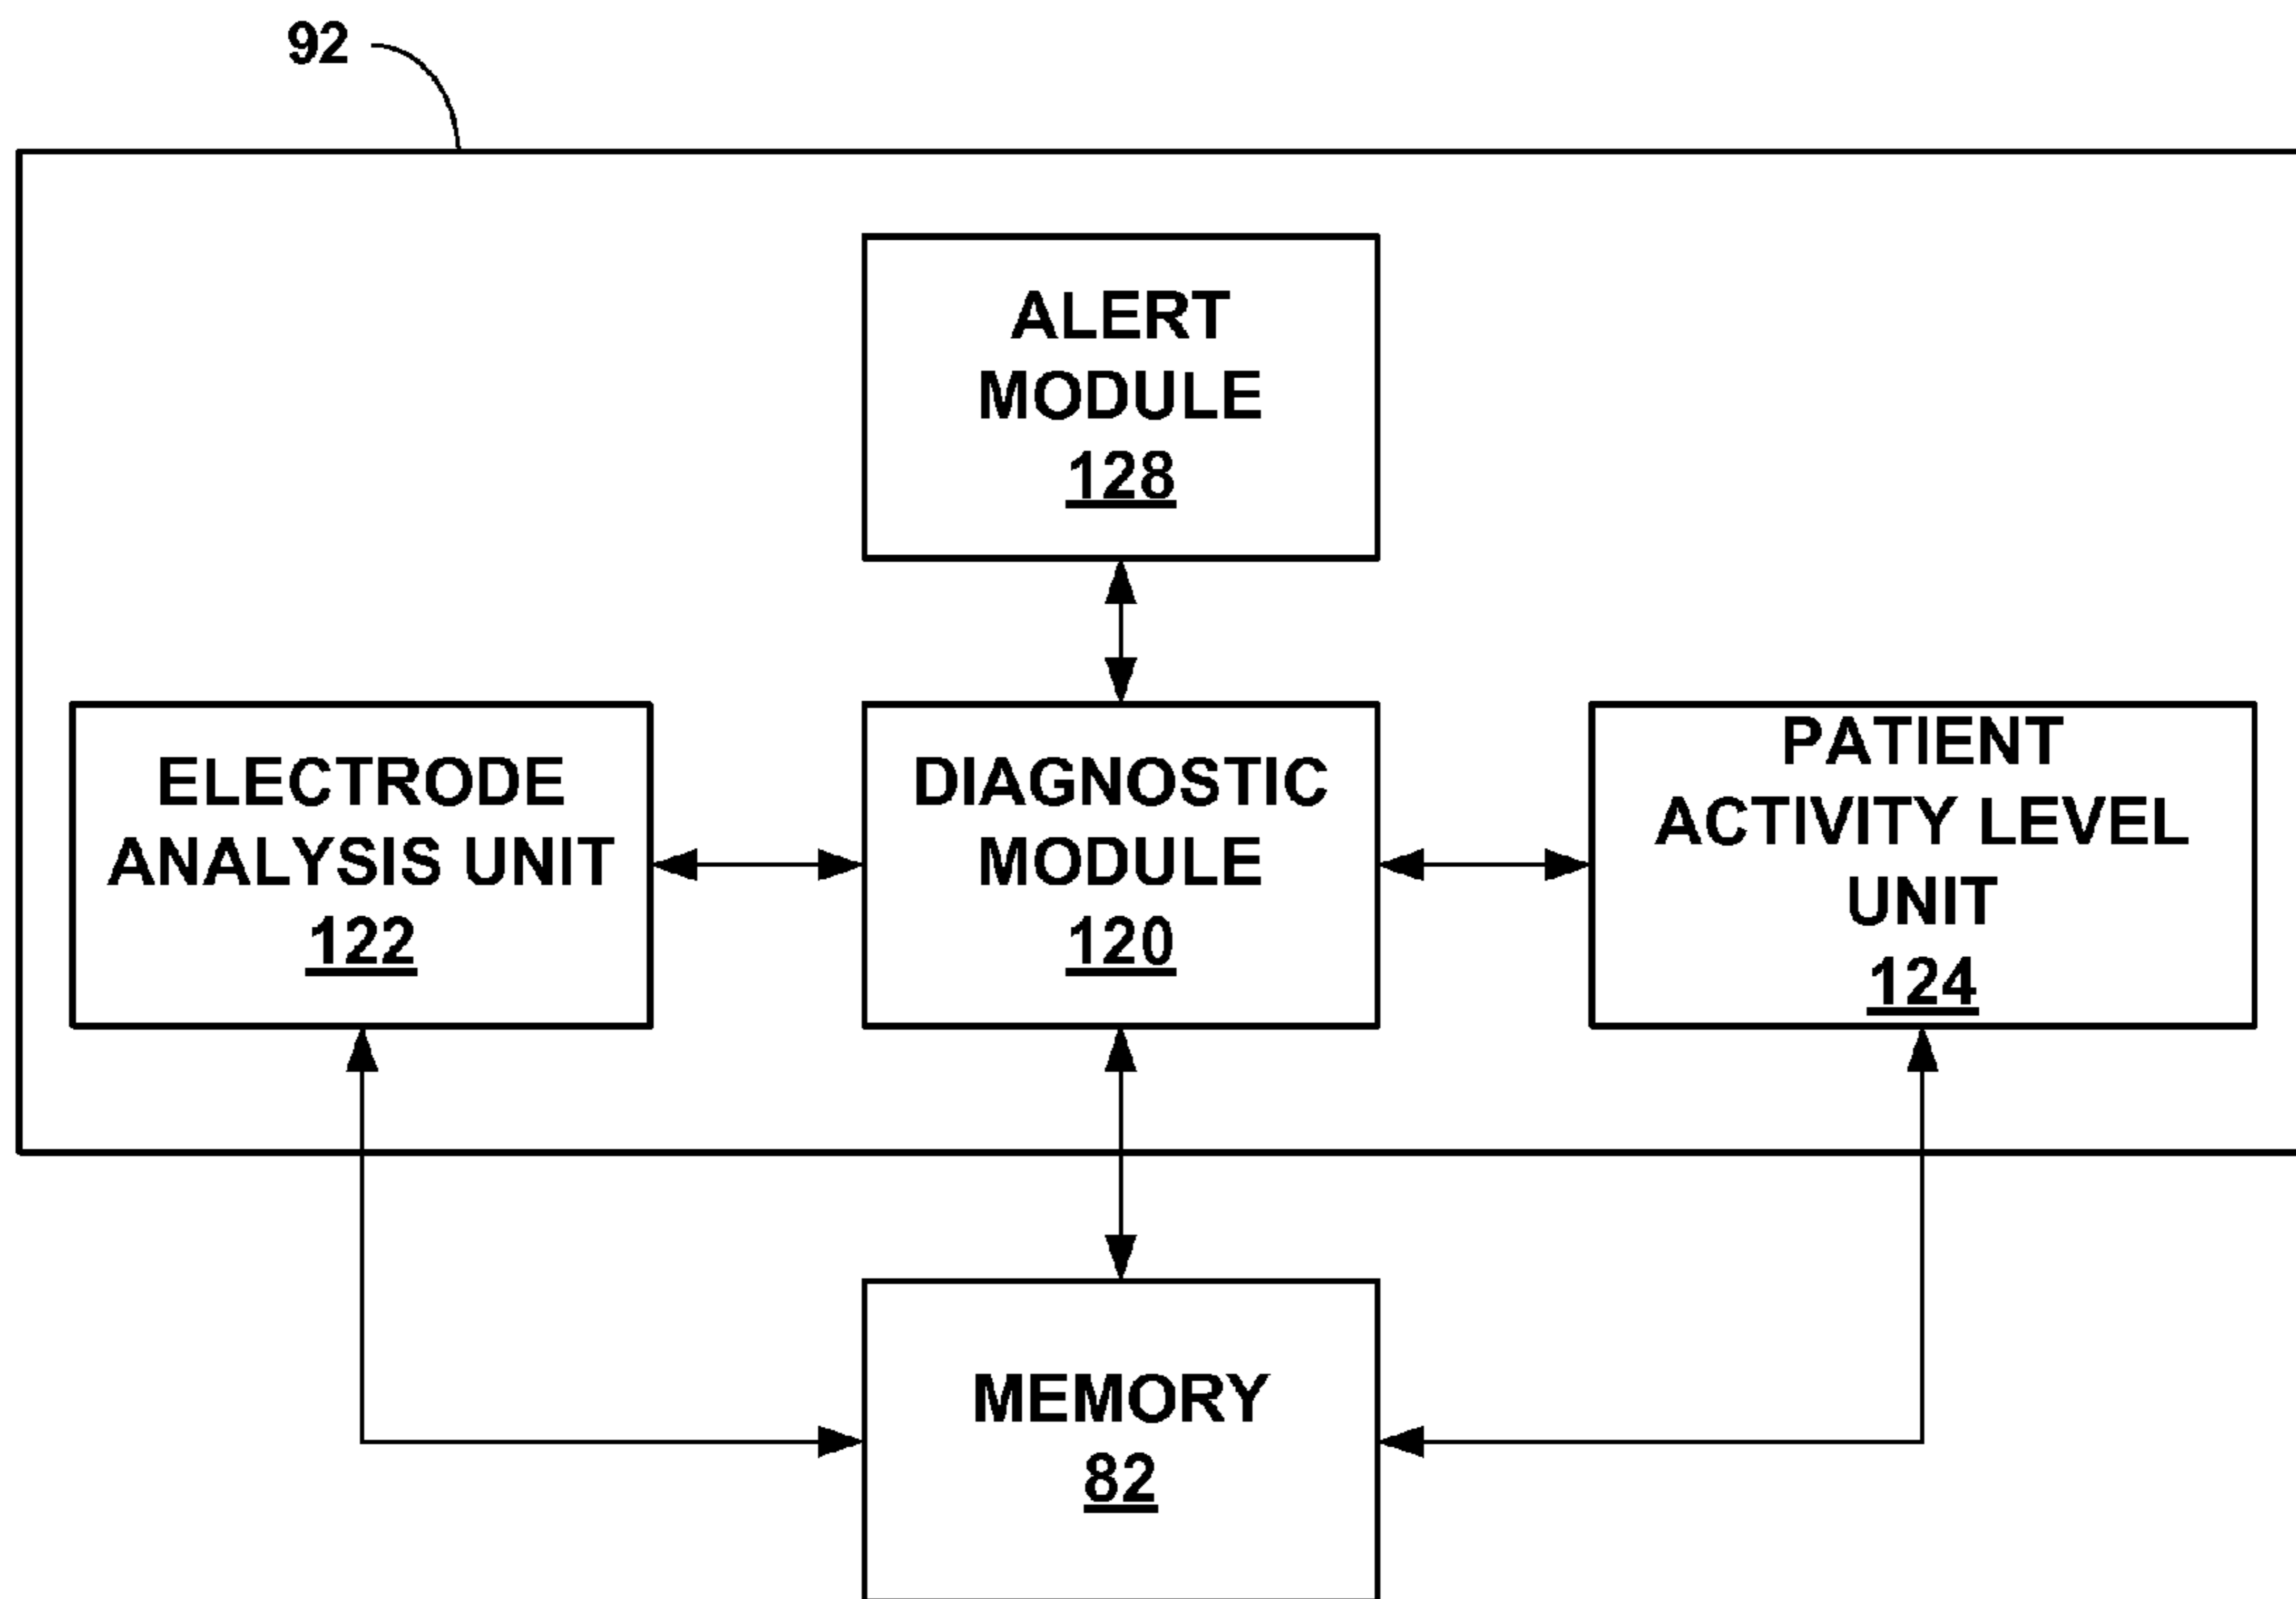 92
ALERT
MODULE
128
ELECTRODE
ANALYSIS UNIT
122
DIAGNOSTIC
MODULE
120
PATIENT
ACTIVITY LEVEL
UNIT
124
MEMORY
82